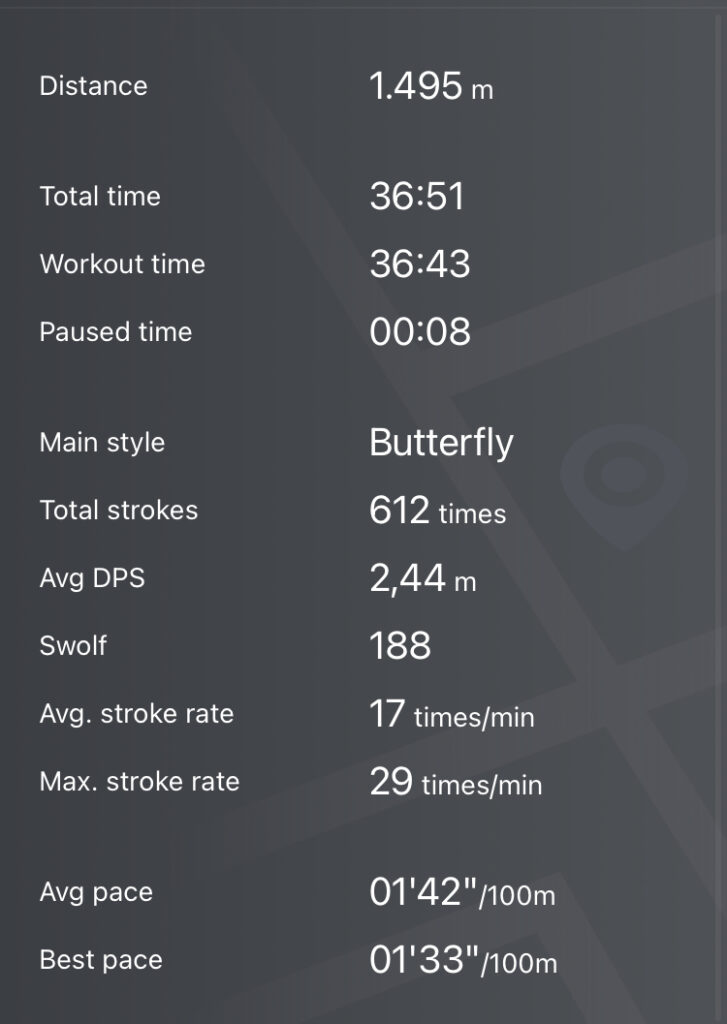 Distance 1.495 m
Total time 36:51
Workout time 36:43
Paused time 00:08
Main style Butterfly
Total strokes 612 times
Avg DPS 2,44 m
Swolf 188
Avg. stroke rate 17 times/min
Max. stroke rate 29 times/min
Avg pace 01'42"/100m
Best pace 01'33"/100m